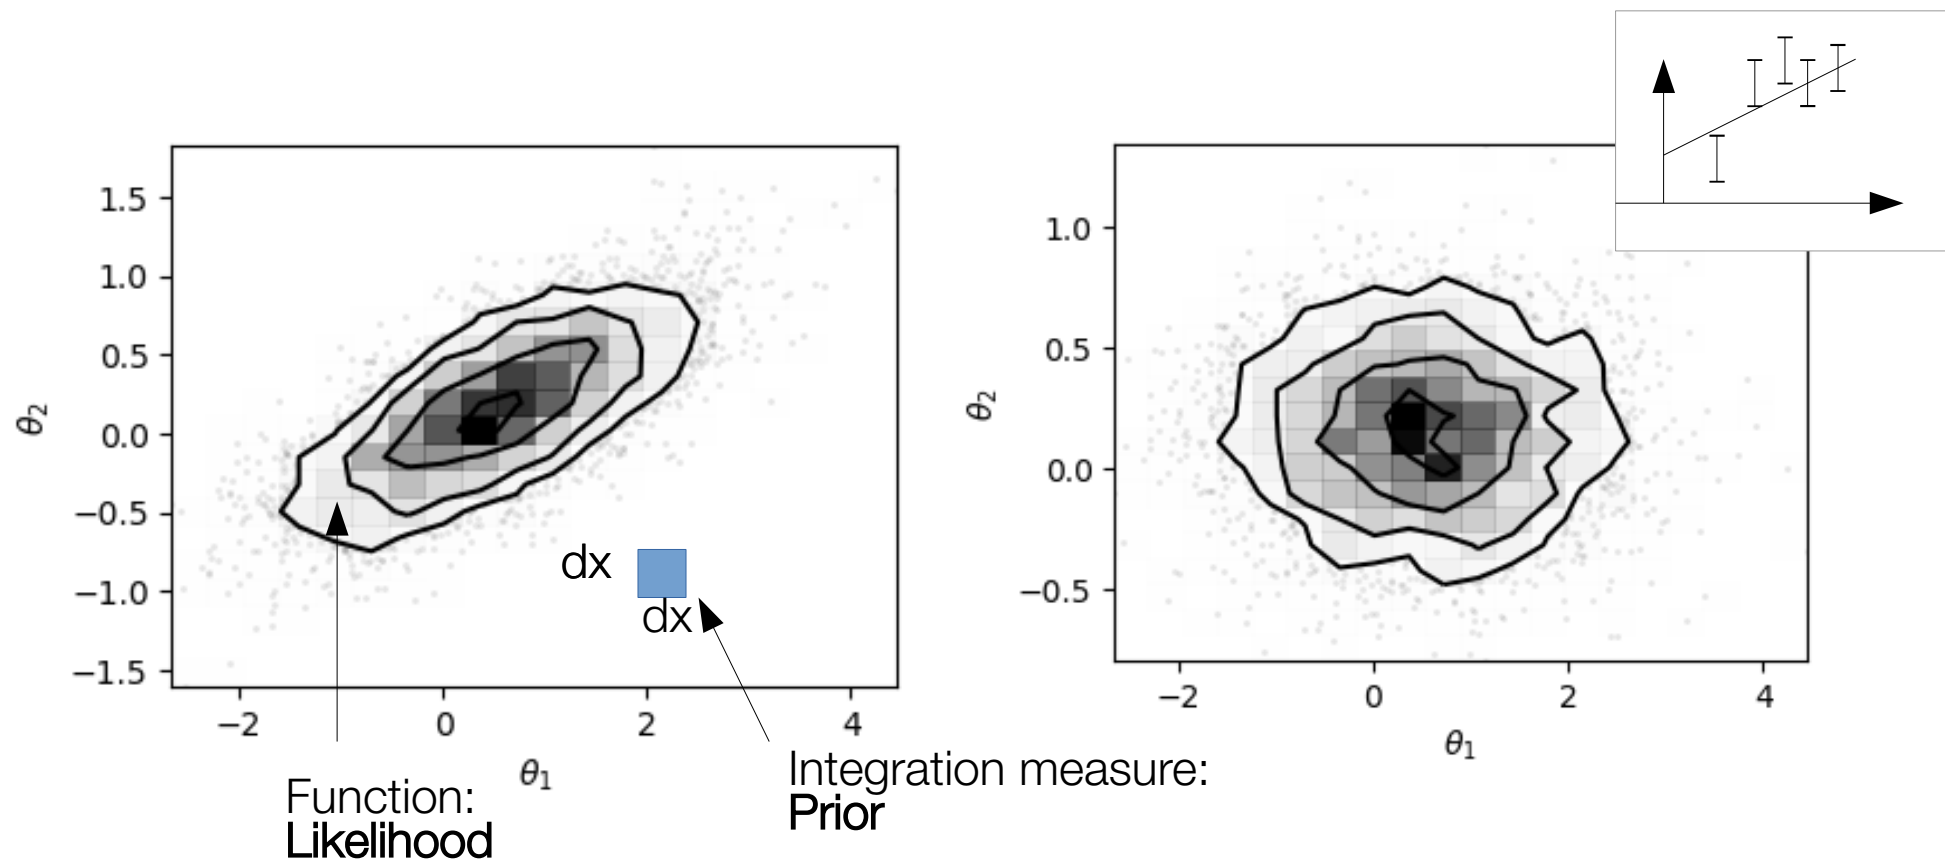 1.5
1.0
0.5
0.0
−0.5
−1.0
−1.5
θ2
−2
0
2
4
θ1
dx
dx
Function:
Likelihood
Integration measure:
Prior
1.0
0.5
0.0
−0.5
θ2
−2
0
2
4
θ1